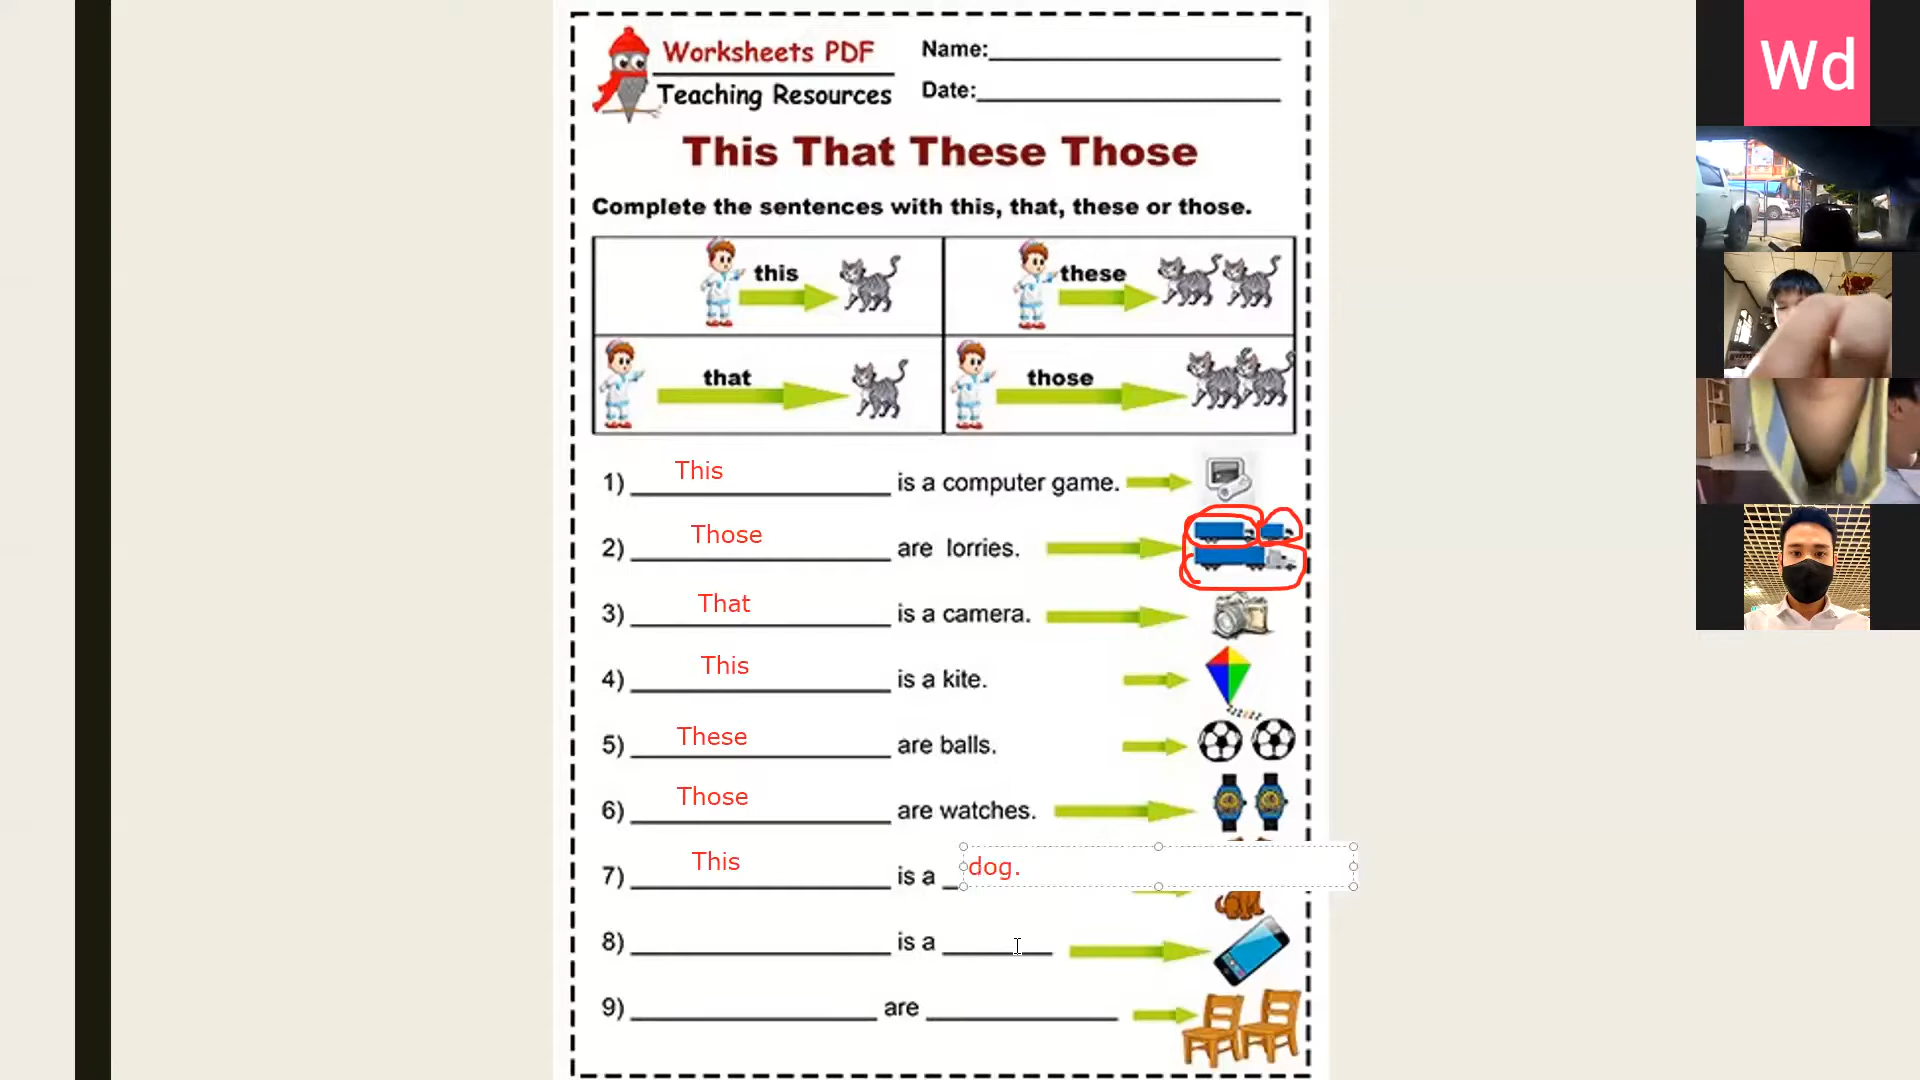 Worksheets PDF
Teaching Resources
Name:
Date:
This That These Those
Complete the sentences with this, that, these or those.
this
these
that
those
1) This is a computer game.
2) Those are lorries.
3) That is a camera.
4) This is a kite.
5) These are balls.
6) Those are watches.
7) This is a dog.
8) is a
9) are
Wd